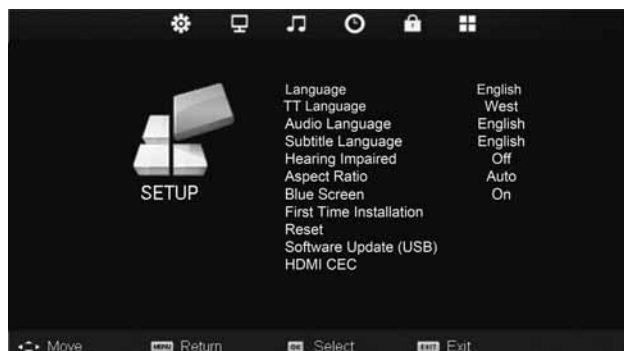 Language English
TT Language West
Audio Language English
Subtitle Language English
Hearing Impaired Off
Aspect Ratio Auto
Blue Screen On
First Time Installation
Reset
Software Update (USB)
HDMI CEC
SETUP
Move MENU Return OK Select EXIT Exit